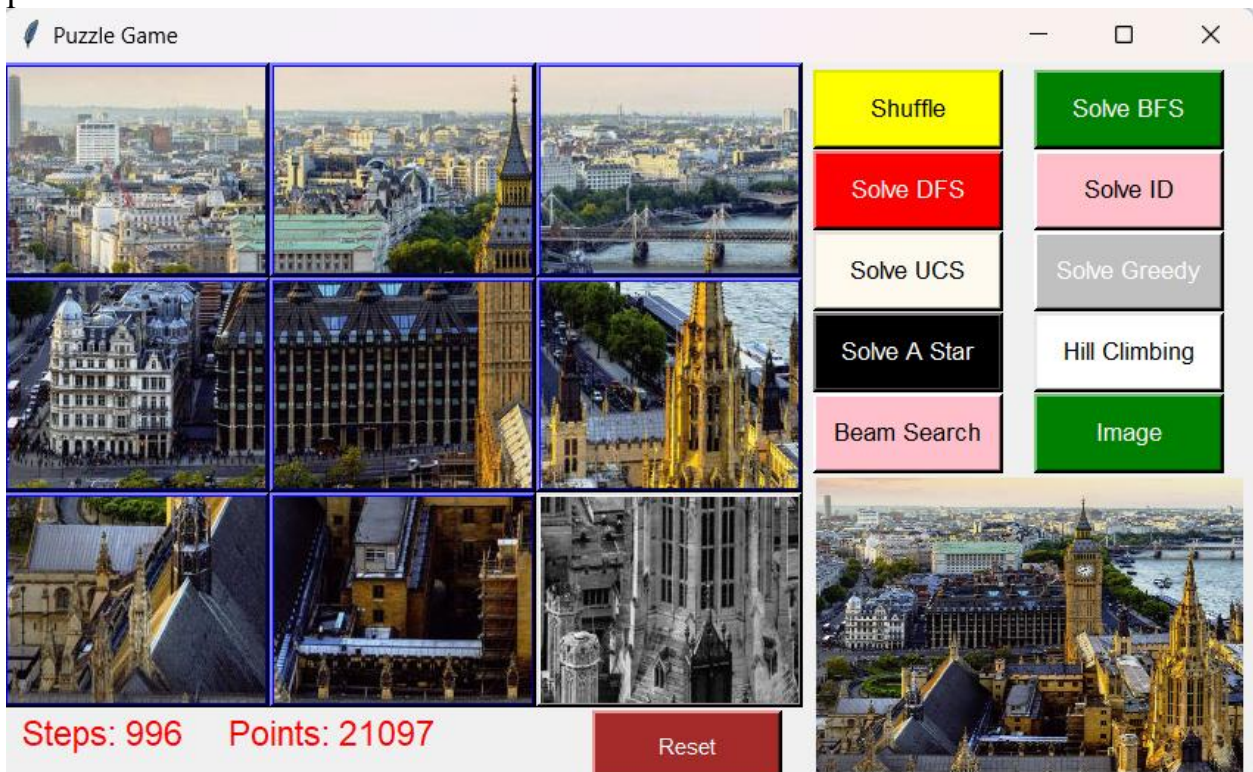 Puzzle Game
Shuffle
Solve BFS
Solve DFS
Solve ID
Solve UCS
Solve Greedy
Solve A Star
Hill Climbing
Beam Search
Image
Steps: 996 Points: 21097
Reset